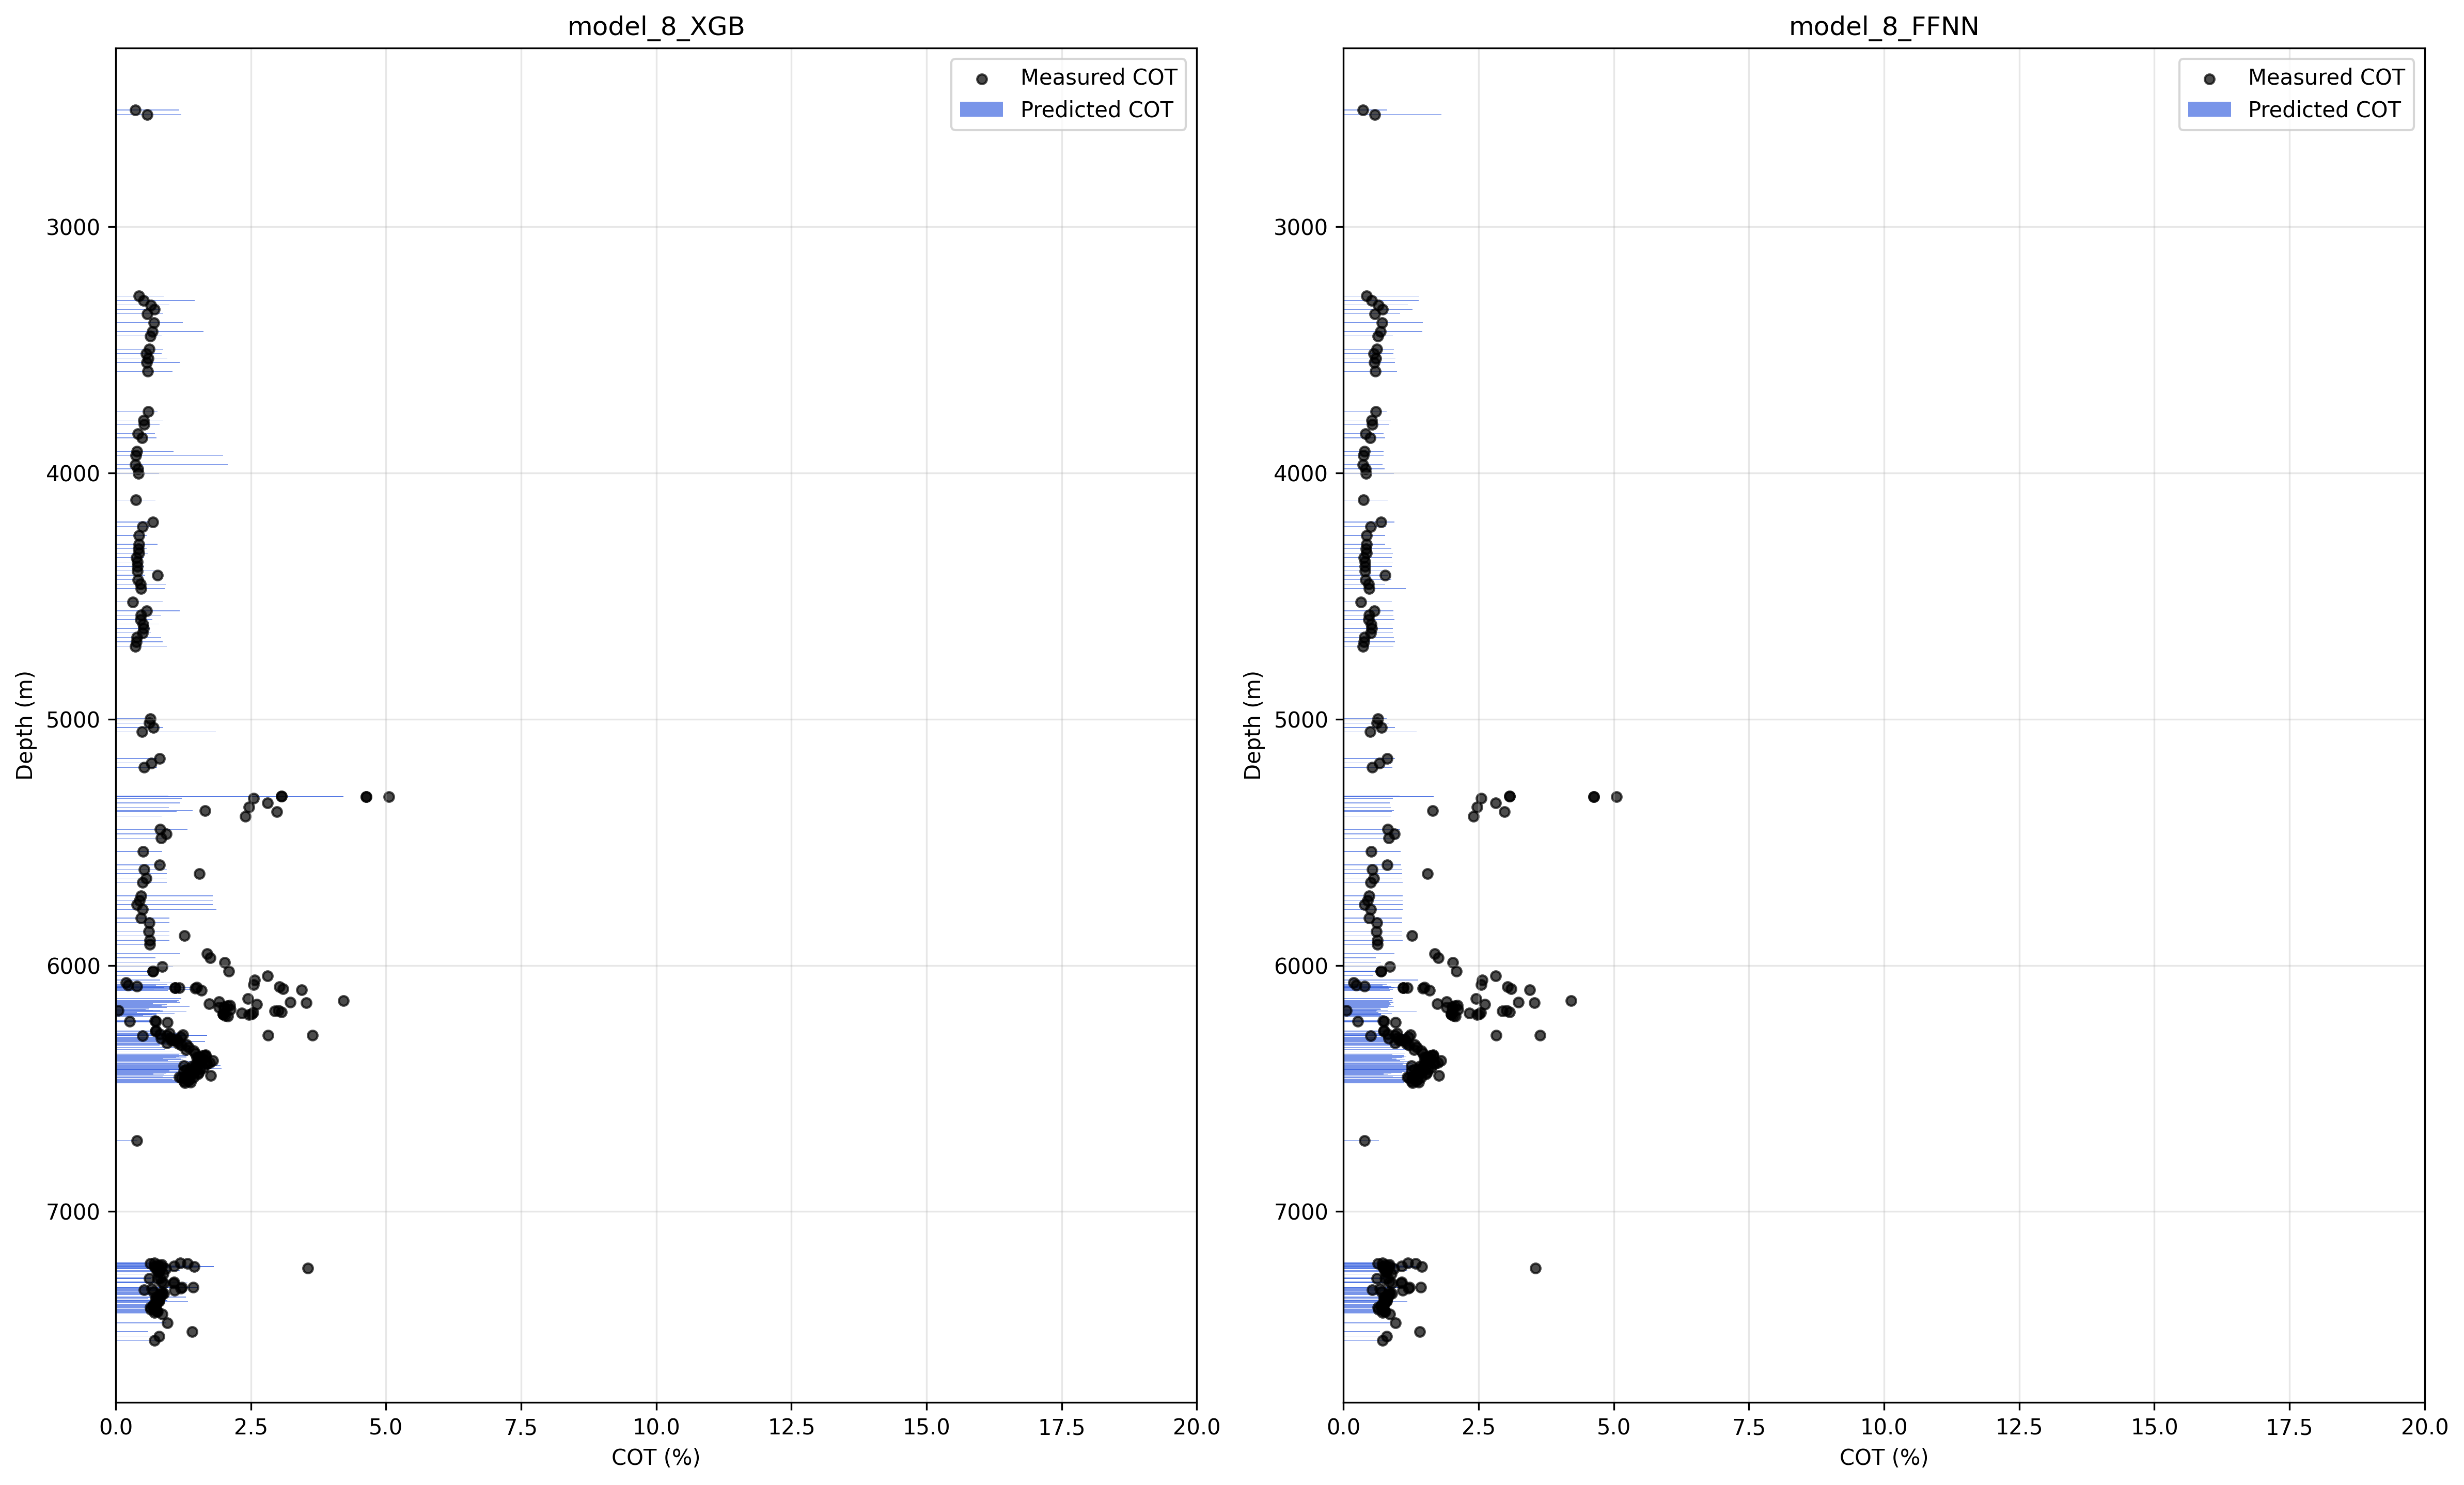 model_8_XGB
Measured COT
Predicted COT
3000
4000
5000
6000
7000
Depth (m)
0.0 2.5 5.0 7.5 10.0 12.5 15.0 17.5 20.0
COT (%)
model_8_FFNN
Measured COT
Predicted COT
3000
4000
5000
6000
7000
Depth (m)
0.0 2.5 5.0 7.5 10.0 12.5 15.0 17.5 20.0
COT (%)